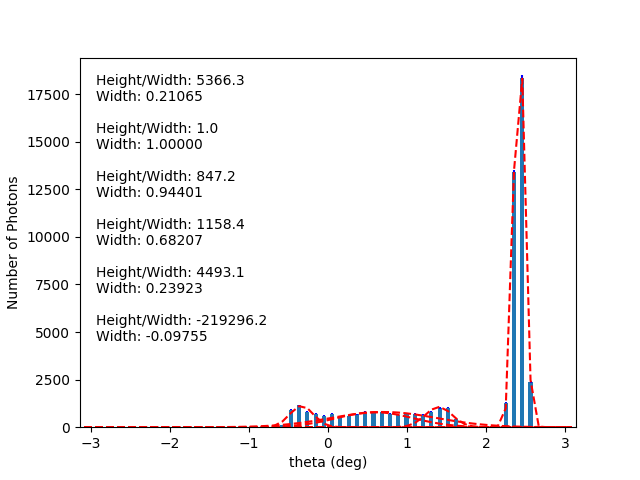 Height/Width: 5366.3
Width: 0.21065
Height/Width: 1.0
Width: 1.00000
Height/Width: 847.2
Width: 0.94401
Height/Width: 1158.4
Width: 0.68207
Height/Width: 4493.1
Width: 0.23923
Height/Width: -219296.2
Width: -0.09755
Number of Photons
17500
15000
12500
10000
7500
5000
2500
0
−3
−2
−1
0
1
2
3
theta (deg)